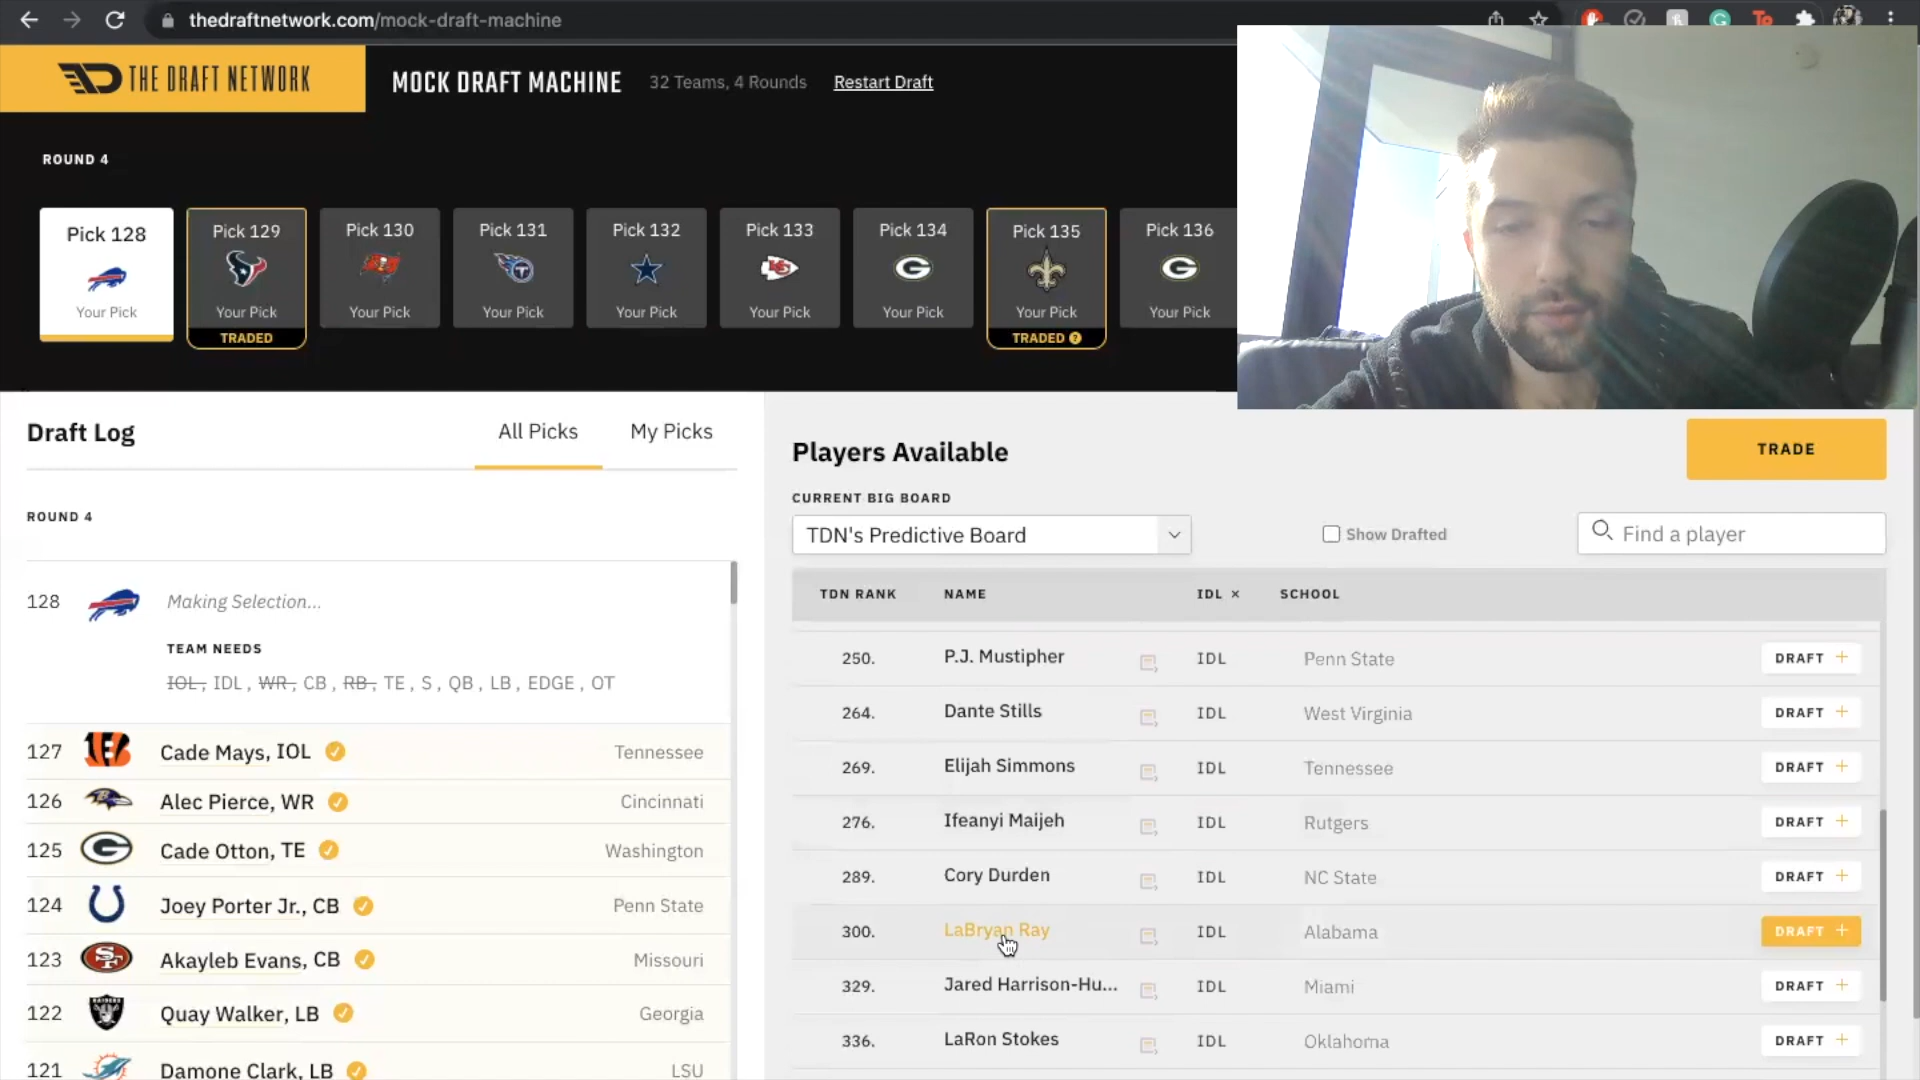 thedraftnetwork.com/mock-draft-machine
THE DRAFT NETWORK
MOCK DRAFT MACHINE
32 Teams, 4 Rounds
Restart Draft
ROUND 4
Pick 128
Your Pick
Pick 129
Your Pick
TRADED
Pick 130
Your Pick
Pick 131
Your Pick
Pick 132
Your Pick
Pick 133
Your Pick
Pick 134
Your Pick
Pick 135
Your Pick
TRADED ?
Pick 136
Your Pick
Draft Log
All Picks
My Picks
ROUND 4
128 Making Selection...
TEAM NEEDS
IOL, IDL, WR, CB, RB, TE, S, QB, LB, EDGE, OT
127 Cade Mays, IOL Tennessee
126 Alec Pierce, WR Cincinnati
125 Cade Otton, TE Washington
124 Joey Porter Jr., CB Penn State
123 Akayleb Evans, CB Missouri
122 Quay Walker, LB Georgia
121 Damone Clark, LB LSU
Players Available
TRADE
CURRENT BIG BOARD
TDN's Predictive Board
Show Drafted
Find a player
TDN RANK NAME IDL × SCHOOL
250. P.J. Mustipher IDL Penn State DRAFT +
264. Dante Stills IDL West Virginia DRAFT +
269. Elijah Simmons IDL Tennessee DRAFT +
276. Ifeanyi Maijeh IDL Rutgers DRAFT +
289. Cory Durden IDL NC State DRAFT +
300. LaBryan Ray IDL Alabama DRAFT +
329. Jared Harrison-Hu... IDL Miami DRAFT +
336. LaRon Stokes IDL Oklahoma DRAFT +